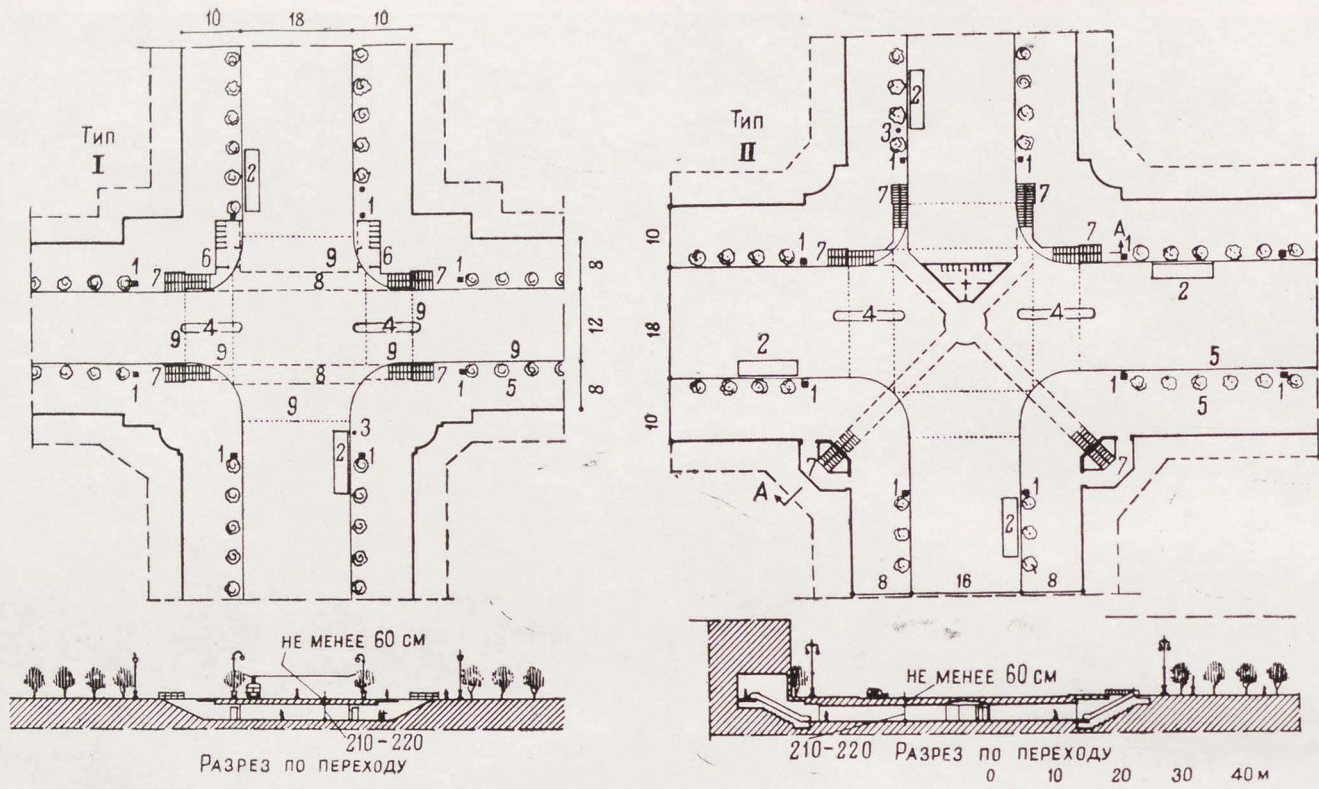 10 18 10
Тип
I
2
1
6 9 6
8
7 8 7
1 1
4 4
9 9
12
9 9 9
7 8 7
1 1
5
8
9
3
1 2 1
НЕ МЕНЕЕ 60 СМ
210-220
РАЗРЕЗ ПО ПЕРЕХОДУ
Тип
II
2
3
1 1
7 7
10
1 7 7 А 1
2
4 4
18
2
5
1 1 1
5
10
7 7
А
1 1
2
8 16 8
НЕ МЕНЕЕ 60 СМ
210-220 РАЗРЕЗ ПО ПЕРЕХОДУ
0 10 20 30 40 М